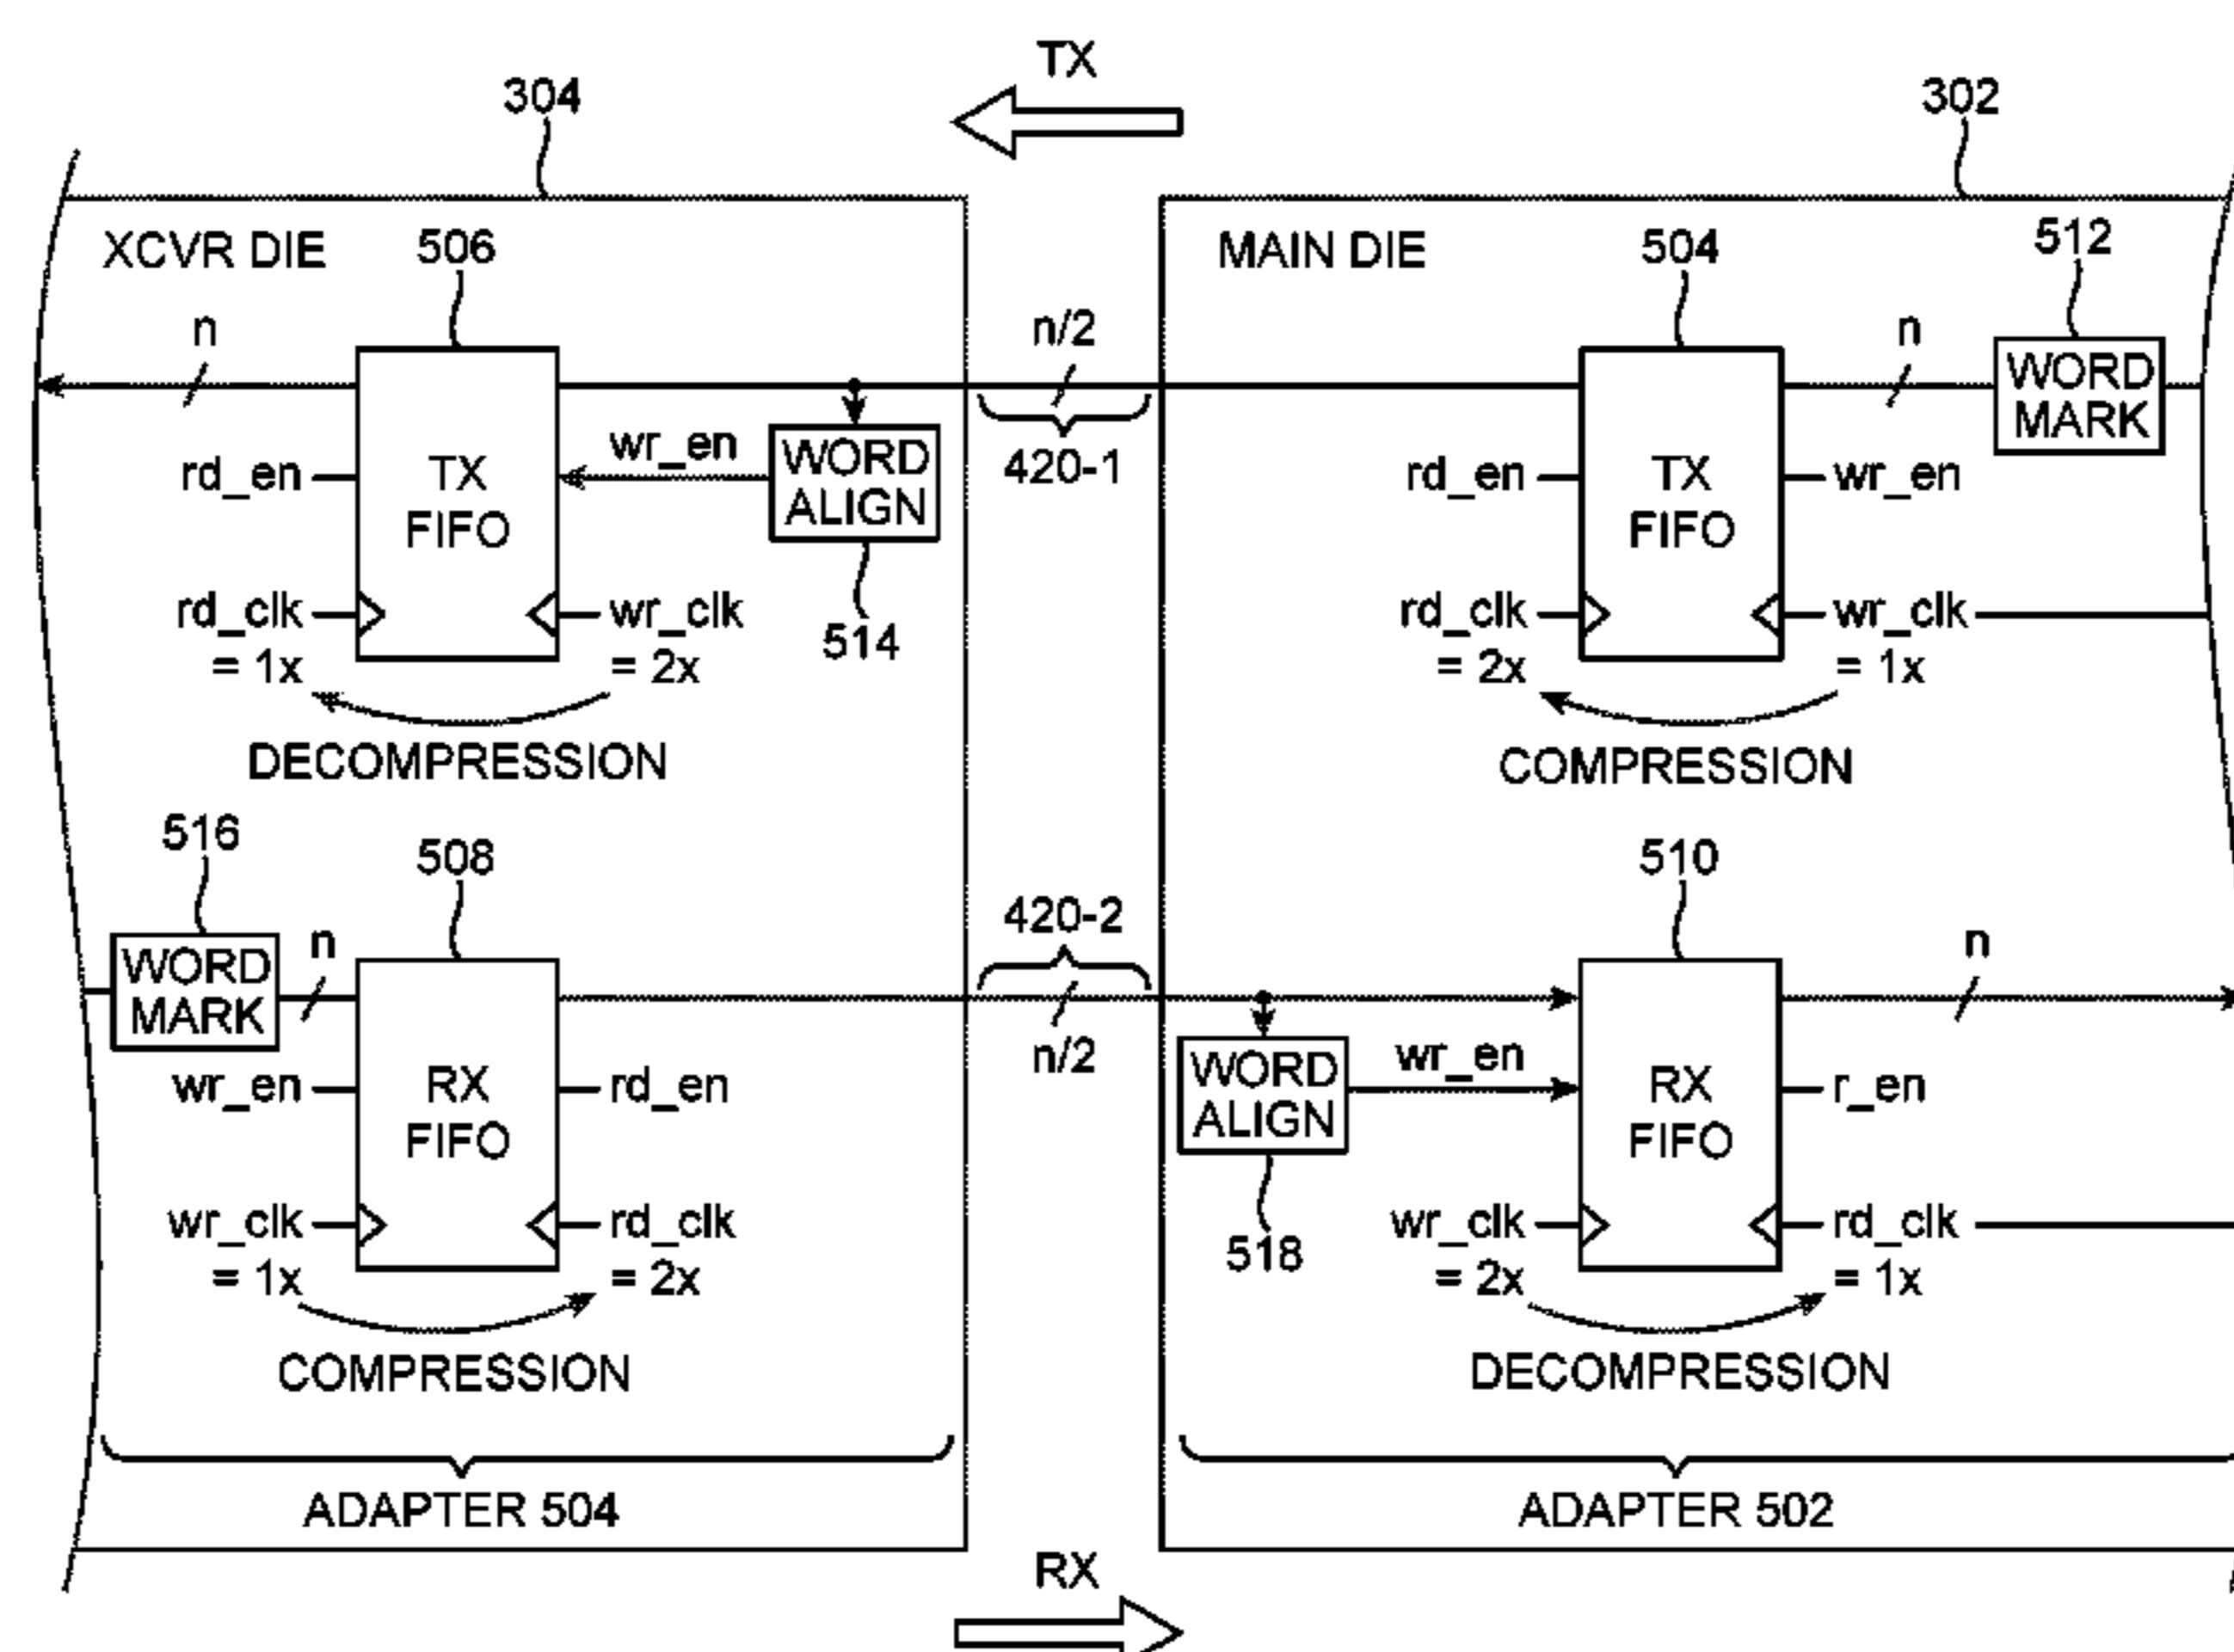 TX
304
302
XCVR DIE
506
MAIN DIE
504
512
n
n/2
n
WORD
MARK
wr_en
WORD
ALIGN
420-1
rd_en
TX
FIFO
rd_en
TX
FIFO
wr_en
rd_clk
= 1x
wr_clk
= 2x
514
rd_clk
= 2x
wr_clk
= 1x
DECOMPRESSION
COMPRESSION
516
508
420-2
510
WORD
MARK
n
n/2
n
WORD
ALIGN
wr_en
wr_en
RX
FIFO
rd_en
RX
FIFO
r_en
wr_clk
= 1x
rd_clk
= 2x
518
wr_clk
= 2x
rd_clk
= 1x
COMPRESSION
DECOMPRESSION
ADAPTER 504
ADAPTER 502
RX